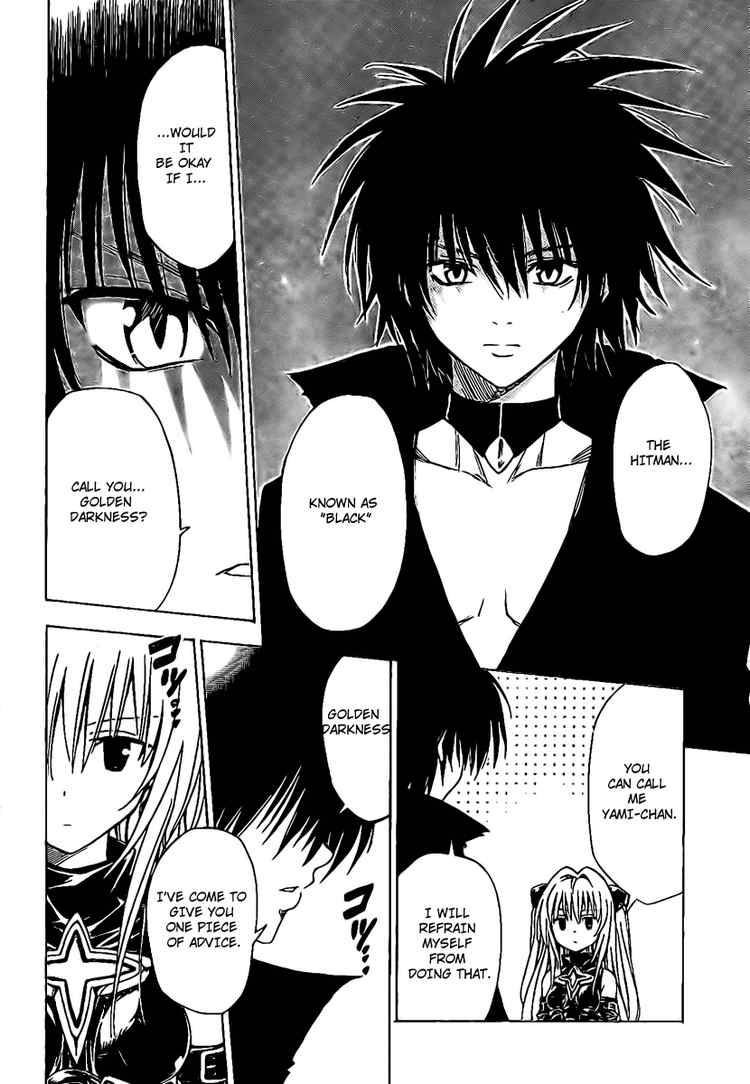 THE
HITMAN...
KNOWN AS
"BLACK"
...WOULD
IT
BE OKAY
IF I...
CALL YOU...
GOLDEN
DARKNESS?
YOU
CAN CALL
ME
YAMI-CHAN.
I WILL
REFRAIN
MYSELF
FROM
DOING THAT.
GOLDEN
DARKNESS
コッ
I'VE COME TO
GIVE YOU
ONE PIECE
OF ADVICE.
コツ